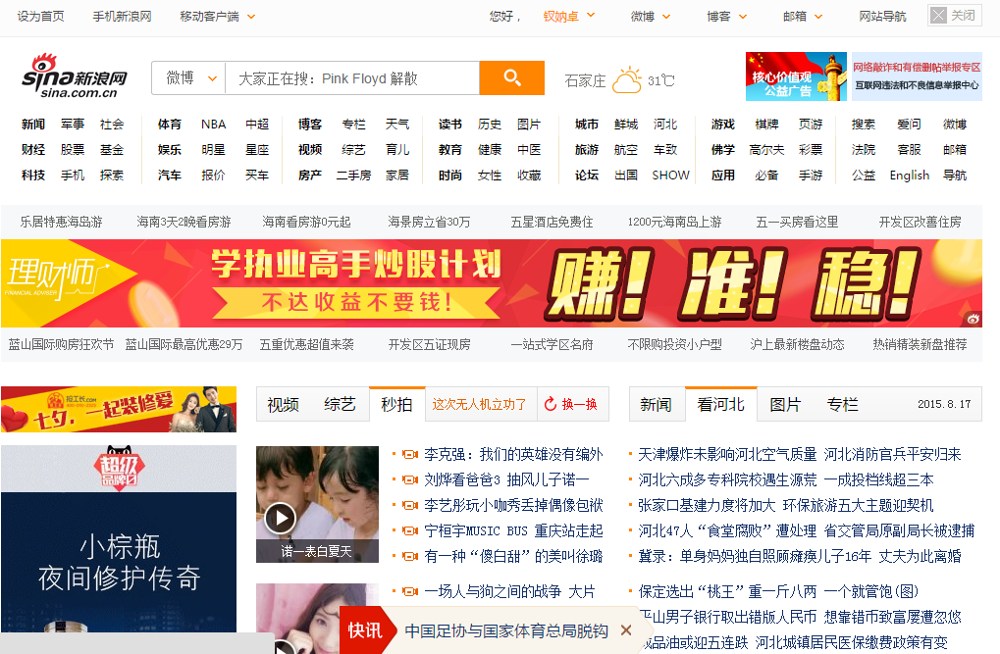 设为首页 手机新浪网 移动客户端 您好， 钗妠卓 微博 博客 邮箱 网站导航 关闭
sina新浪网
sina.com.cn
微博 大家正在搜：Pink Floyd 解散
石家庄 31℃
核心价值观
公益广告
网络敲诈和有偿删帖举报专区
互联网违法和不良信息举报中心
新闻 军事 社会 体育 NBA 中超 博客 专栏 天气 读书 历史 图片 城市 鲜城 河北 游戏 棋牌 页游 搜索 爱问 微博
财经 股票 基金 娱乐 明星 星座 视频 综艺 育儿 教育 健康 中医 旅游 航空 车致 佛学 高尔夫 彩票 法院 客服 邮箱
科技 手机 探索 汽车 报价 买车 房产 二手房 家居 时尚 女性 收藏 论坛 出国 SHOW 应用 必备 手游 公益 English 导航
乐居特惠海岛游 海南3天2晚看房游 海南看房游0元起 海景房立省30万 五星酒店免费住 1200元海南岛上游 五一买房看这里 开发区改善住房
理财师
FINANCIAL ADVISER
学执业高手炒股计划
不达收益不要钱！
赚！ 准！ 稳！
蓝山国际购房狂欢节 蓝山国际最高优惠29万 五重优惠超值来袭 开发区五证现房 一站式学区名府 不限购投资小户型 沪上最新楼盘动态 热销精装新盘推荐
七夕，一起装修爱
超级
品牌日
小棕瓶
夜间修护传奇
视频 综艺 秒拍 这次无人机立功了 换一换
诺一表白夏天
李克强：我们的英雄没有编外
刘烨看爸爸3 抽风儿子诺一
李艺彤玩小咖秀丢掉偶像包袱
宁桓宇MUSIC BUS 重庆站走起
有一种“傻白甜”的美叫徐璐
一场人与狗之间的战争 大片
新闻 看河北 图片 专栏 2015.8.17
天津爆炸未影响河北空气质量 河北消防官兵平安归来
河北六成多专科院校遇生源荒 一成投档线超三本
张家口基建力度将加大 环保旅游五大主题迎契机
河北47人“食堂腐败”遭处理 省交管局原副局长被逮捕
冀录：单身妈妈独自照顾瘫痪儿子16年 丈夫为此离婚
保定选出“桃王”重一斤八两 一个就管饱(图)
平山男子银行取出错版人民币 想靠错币致富屡遭忽悠
成品油或迎五连跌 河北城镇居民医保缴费政策有变
快讯 中国足协与国家体育总局脱钩